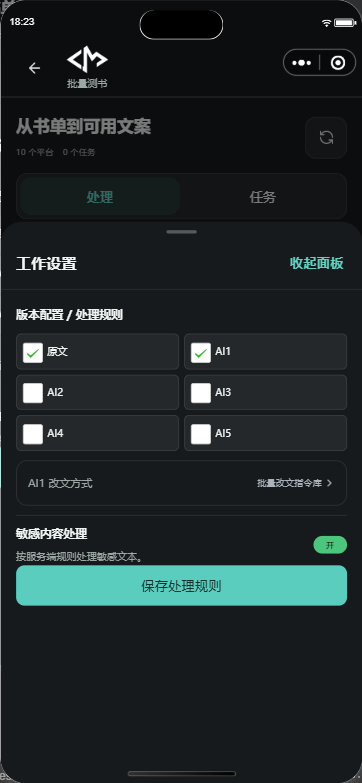 18:23
批量测书
从书单到可用文案
10 个平台 0 个任务
处理 任务
工作设置 收起面板
版本配置 / 处理规则
原文 AI1
AI2 AI3
AI4 AI5
AI1 改文方式 批量改文指令库
敏感内容处理
按服务端规则处理敏感文本。
开
保存处理规则